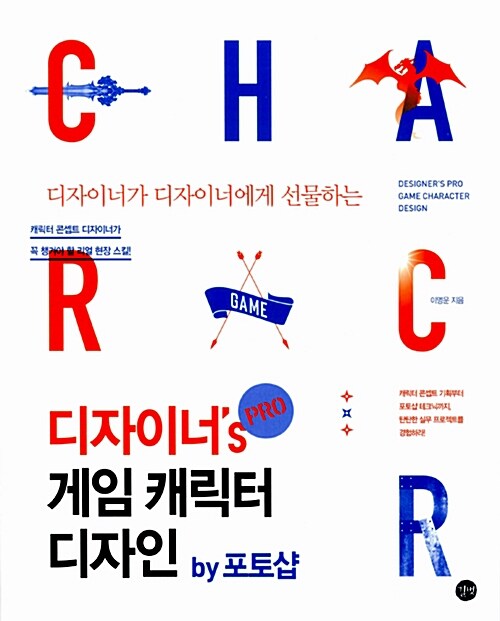 C H A
디자이너가 디자이너에게 선물하는
DESIGNER'S PRO
GAME CHARACTER
DESIGN
캐릭터 콘셉트 디자이너가
꼭 챙겨야 할 리얼 현장 스킬!
R
GAME
C
이영운 지음
디자이너's PRO
게임 캐릭터
디자인 by 포토샵
캐릭터 콘셉트 기획부터
포토샵 테크닉까지,
탄탄한 실무 프로젝트를
경험하라!
R
길벗